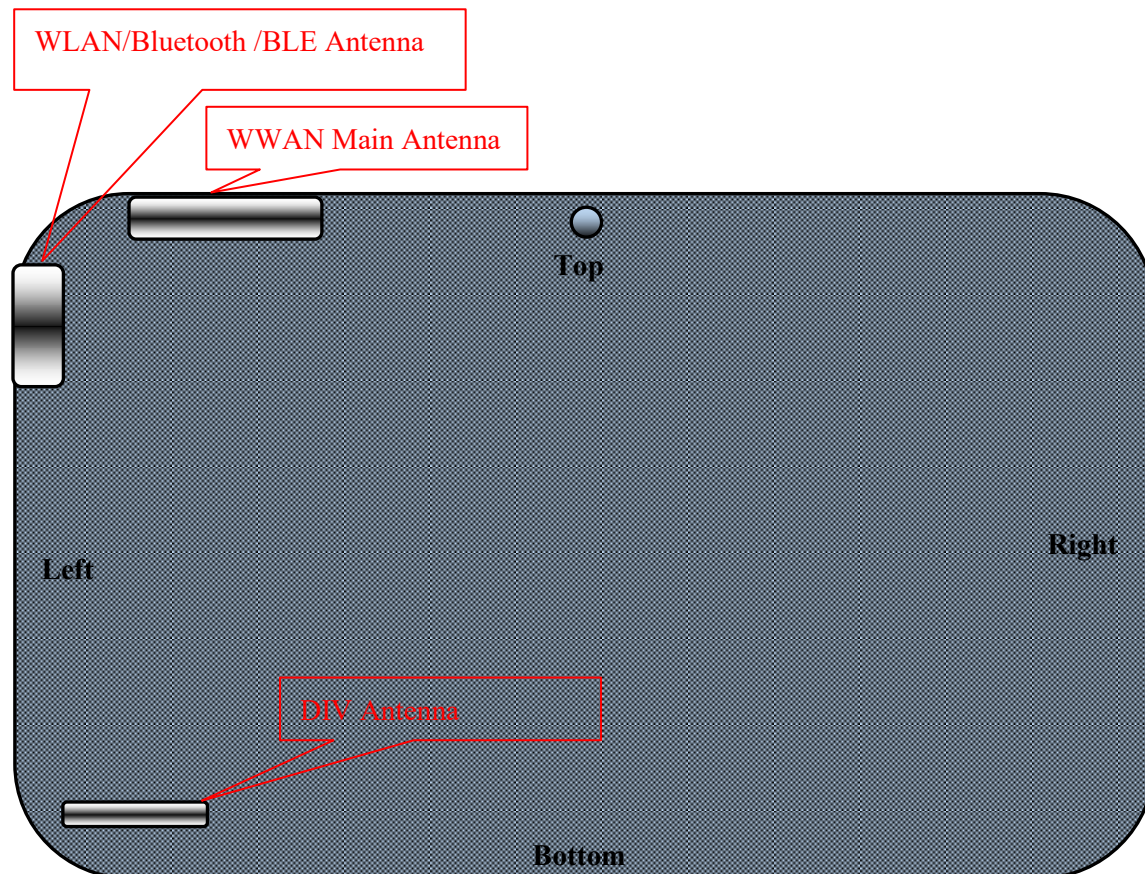 WLAN/Bluetooth /BLE Antenna
WWAN Main Antenna
Top
Right
Left
DIV Antenna
Bottom